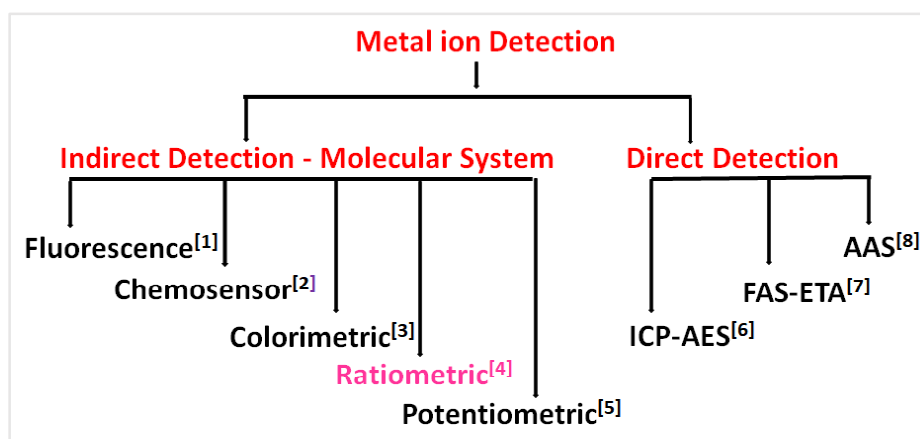 Metal ion Detection
Indirect Detection - Molecular System
Direct Detection
Fluorescence[1]
Chemosensor[2]
Colorimetric[3]
Ratiometric[4]
Potentiometric[5]
AAS[8]
FAS-ETA[7]
ICP-AES[6]